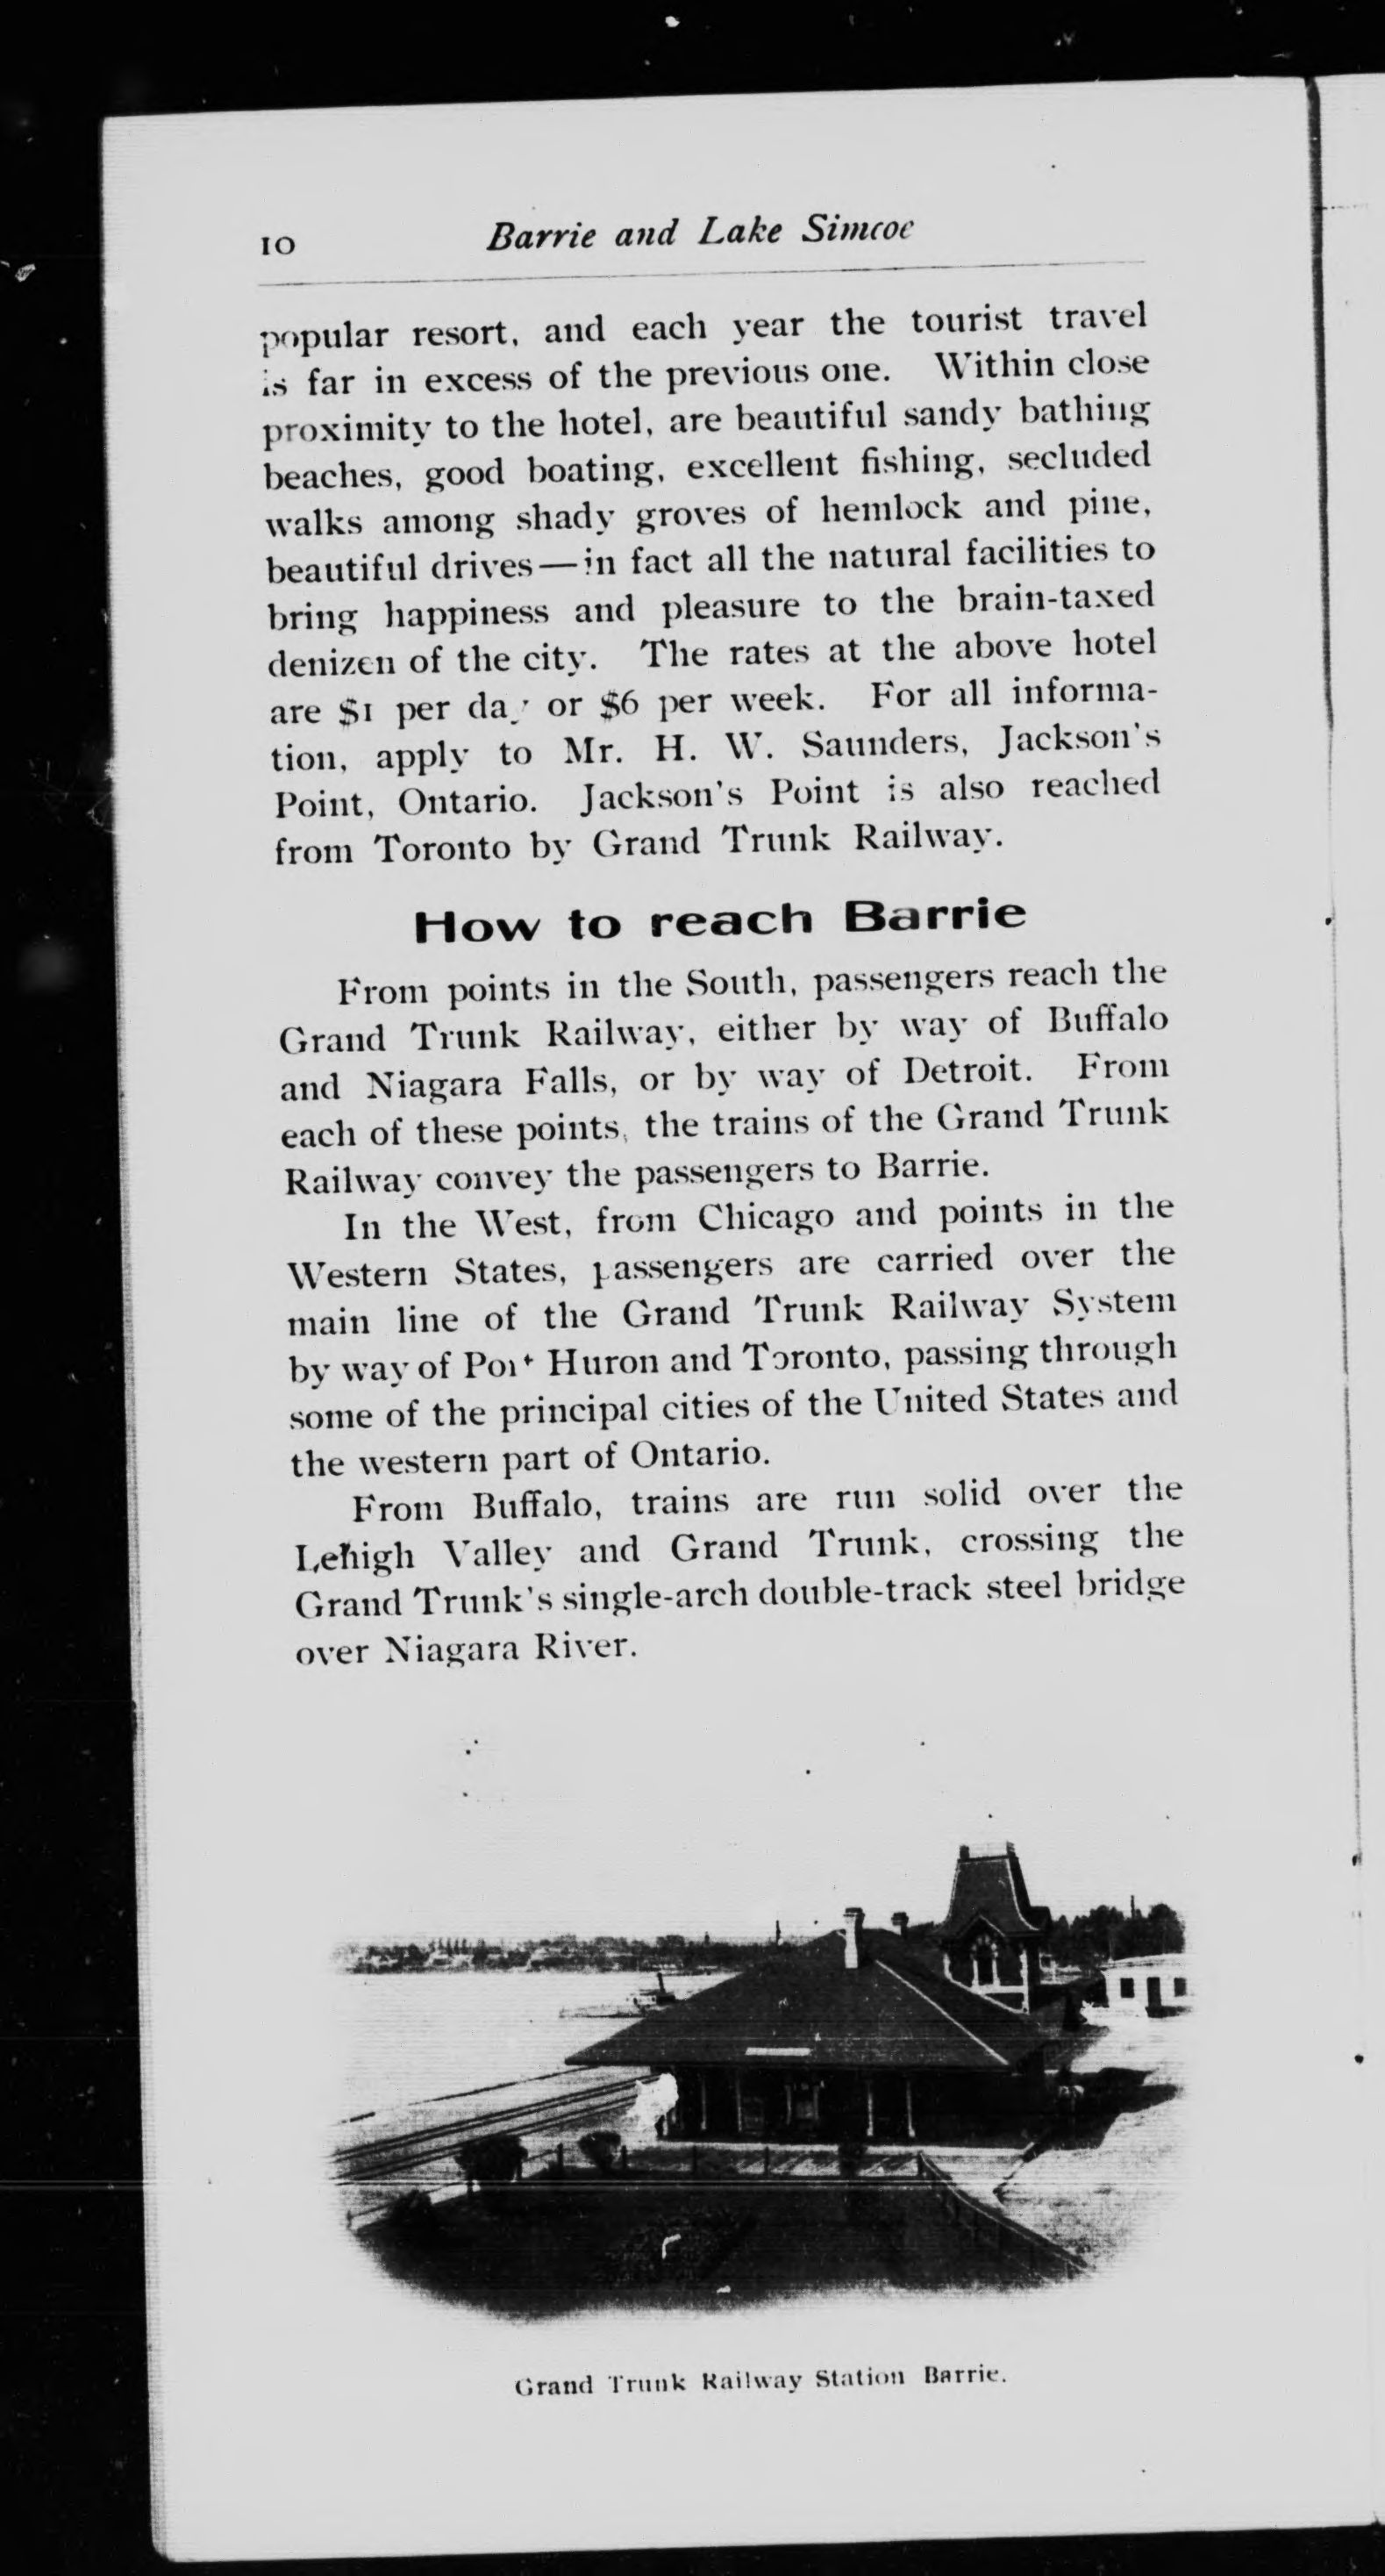 10 Barrie and Lake Simcoe
popular resort, and each year the tourist travel
is far in excess of the previous one. Within close
proximity to the hotel, are beautiful sandy bathing
beaches, good boating, excellent fishing, secluded
walks among shady groves of hemlock and pine,
beautiful drives—in fact all the natural facilities to
bring happiness and pleasure to the brain-taxed
denizen of the city. The rates at the above hotel
are $1 per day or $6 per week. For all informa-
tion, apply to Mr. H. W. Saunders, Jackson's
Point, Ontario. Jackson's Point is also reached
from Toronto by Grand Trunk Railway.
How to reach Barrie
From points in the South, passengers reach the
Grand Trunk Railway, either by way of Buffalo
and Niagara Falls, or by way of Detroit. From
each of these points, the trains of the Grand Trunk
Railway convey the passengers to Barrie.
In the West, from Chicago and points in the
Western States, passengers are carried over the
main line of the Grand Trunk Railway System
by way of Port Huron and Toronto, passing through
some of the principal cities of the United States and
the western part of Ontario.
From Buffalo, trains are run solid over the
Lehigh Valley and Grand Trunk, crossing the
Grand Trunk's single-arch double-track steel bridge
over Niagara River.
Grand Trunk Railway Station Barrie.